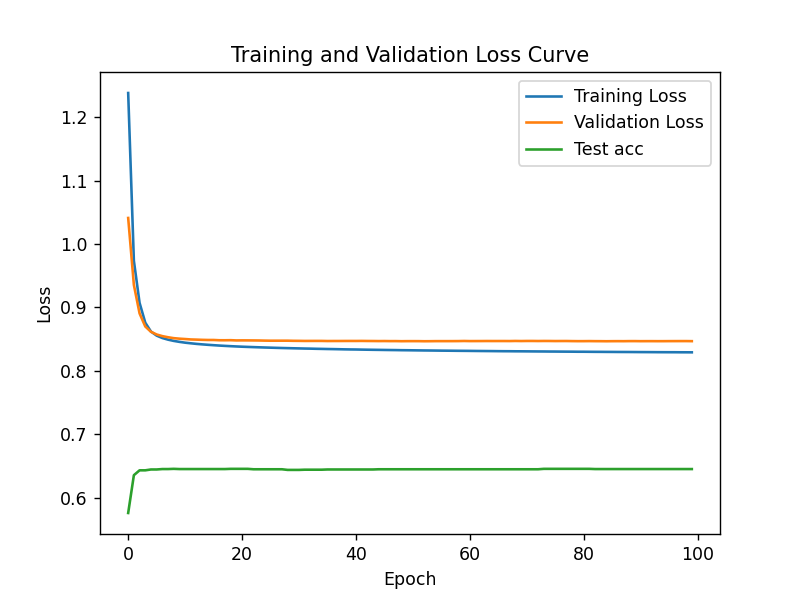 Training and Validation Loss Curve
Training Loss
Validation Loss
Test acc
1.2
1.1
1.0
0.9
0.8
0.7
0.6
Loss
0 20 40 60 80 100
Epoch